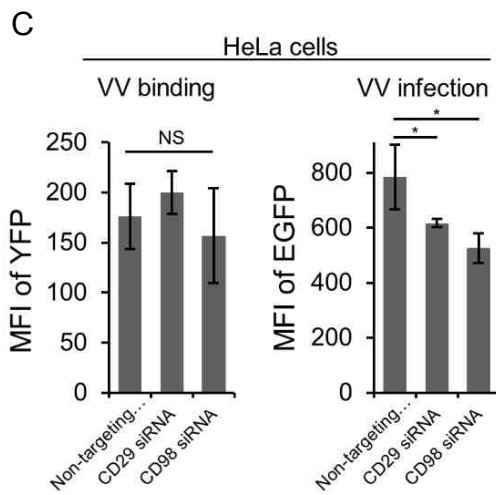 C
HeLa cells
VV binding
MFI of YFP
250
200
150
100
50
0
NS
Non-targeting…
CD29 siRNA
CD98 siRNA
VV infection
MFI of EGFP
800
600
400
200
0
*
*
Non-targeting…
CD29 siRNA
CD98 siRNA